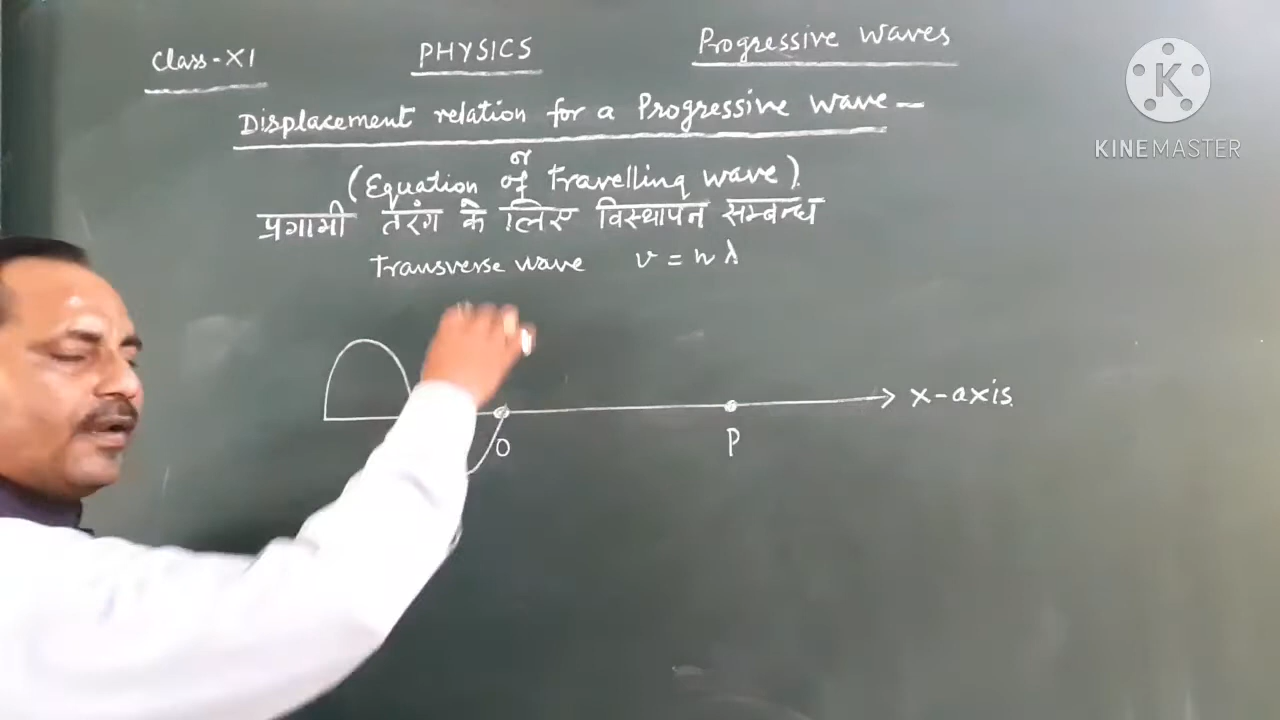 Class-XI PHYSICS Progressive Waves
Displacement relation for a Progressive wave—
or
(Equation of Travelling wave).
प्रगामी तरंग के लिए विस्थापन सम्बन्ध
Transverse wave v = n λ
x-axis.
O P
K
KINEMASTER